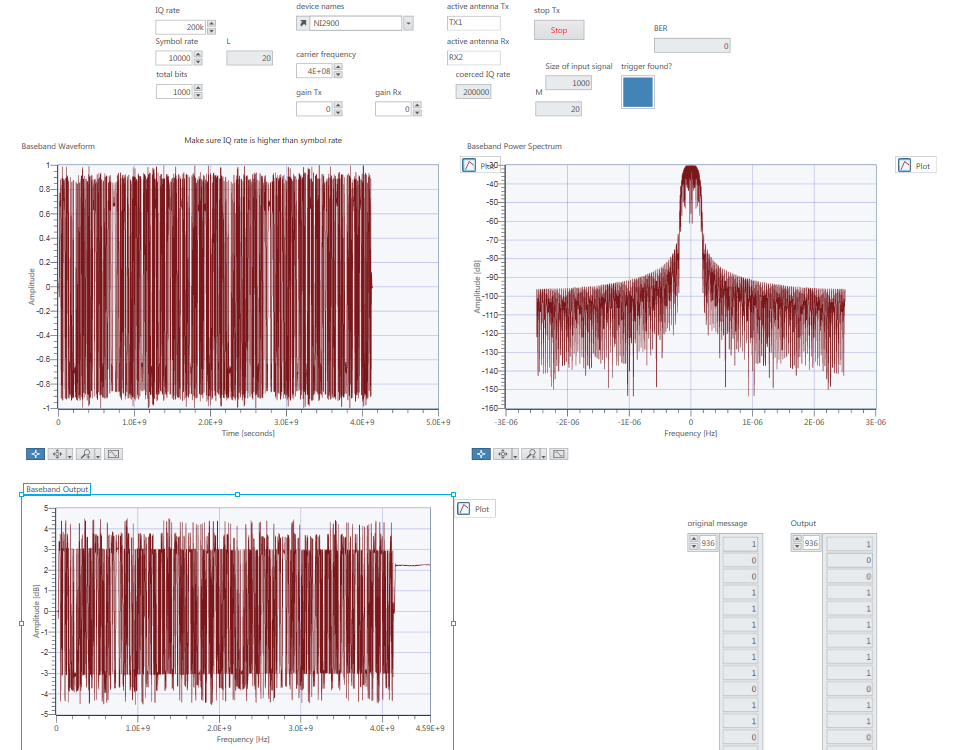 IQ rate
200k
device names
NI2900
active antenna Tx
TX1
stop Tx
Stop
BER
0
Symbol rate
10000
L
20
carrier frequency
4E+08
active antenna Rx
RX2
coerced IQ rate
200000
Size of input signal
1000
trigger found?
total bits
1000
gain Tx
0
gain Rx
0
M
20
Make sure IQ rate is higher than symbol rate
Baseband Waveform
1
0.8
0.6
0.4
0.2
0
-0.2
-0.4
-0.6
-0.8
-1
Amplitude
0
1.0E+9
2.0E+9
3.0E+9
4.0E+9
5.0E+9
Time [seconds]
Baseband Power Spectrum
Plot
-30
-40
-50
-60
-70
-80
-90
-100
-110
-120
-130
-140
-150
-160
Amplitude [dB]
-3E-06
-2E-06
-1E-06
0
1E-06
2E-06
3E-06
Frequency [Hz]
Baseband Output
Plot
5
4
3
2
1
0
-1
-2
-3
-4
-5
Amplitude [dB]
0
1.0E+9
2.0E+9
3.0E+9
4.0E+9
4.59E+9
Frequency [Hz]
original message
936
1
0
0
1
1
1
1
1
1
0
1
1
0
Output
936
1
0
0
1
1
1
1
1
1
0
1
1
0